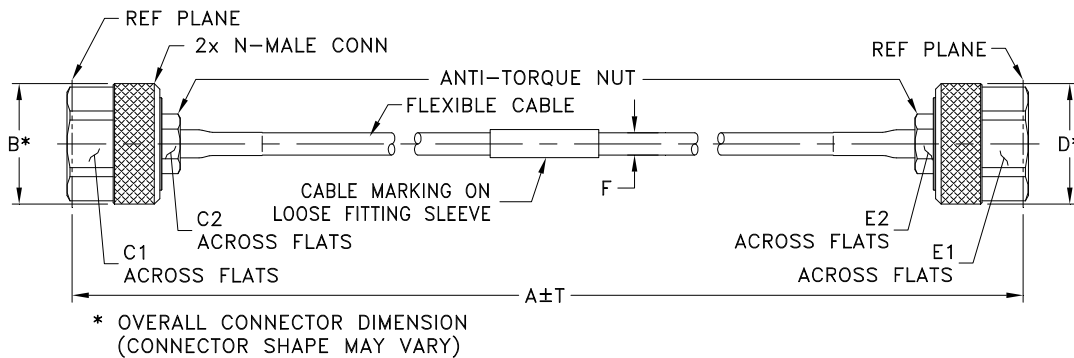 REF PLANE
2x N-MALE CONN
REF PLANE
ANTI-TORQUE NUT
FLEXIBLE CABLE
B*
D*
CABLE MARKING ON
LOOSE FITTING SLEEVE
F
C2
ACROSS FLATS
E2
ACROSS FLATS
C1
ACROSS FLATS
E1
ACROSS FLATS
A±T
* OVERALL CONNECTOR DIMENSION
(CONNECTOR SHAPE MAY VARY)